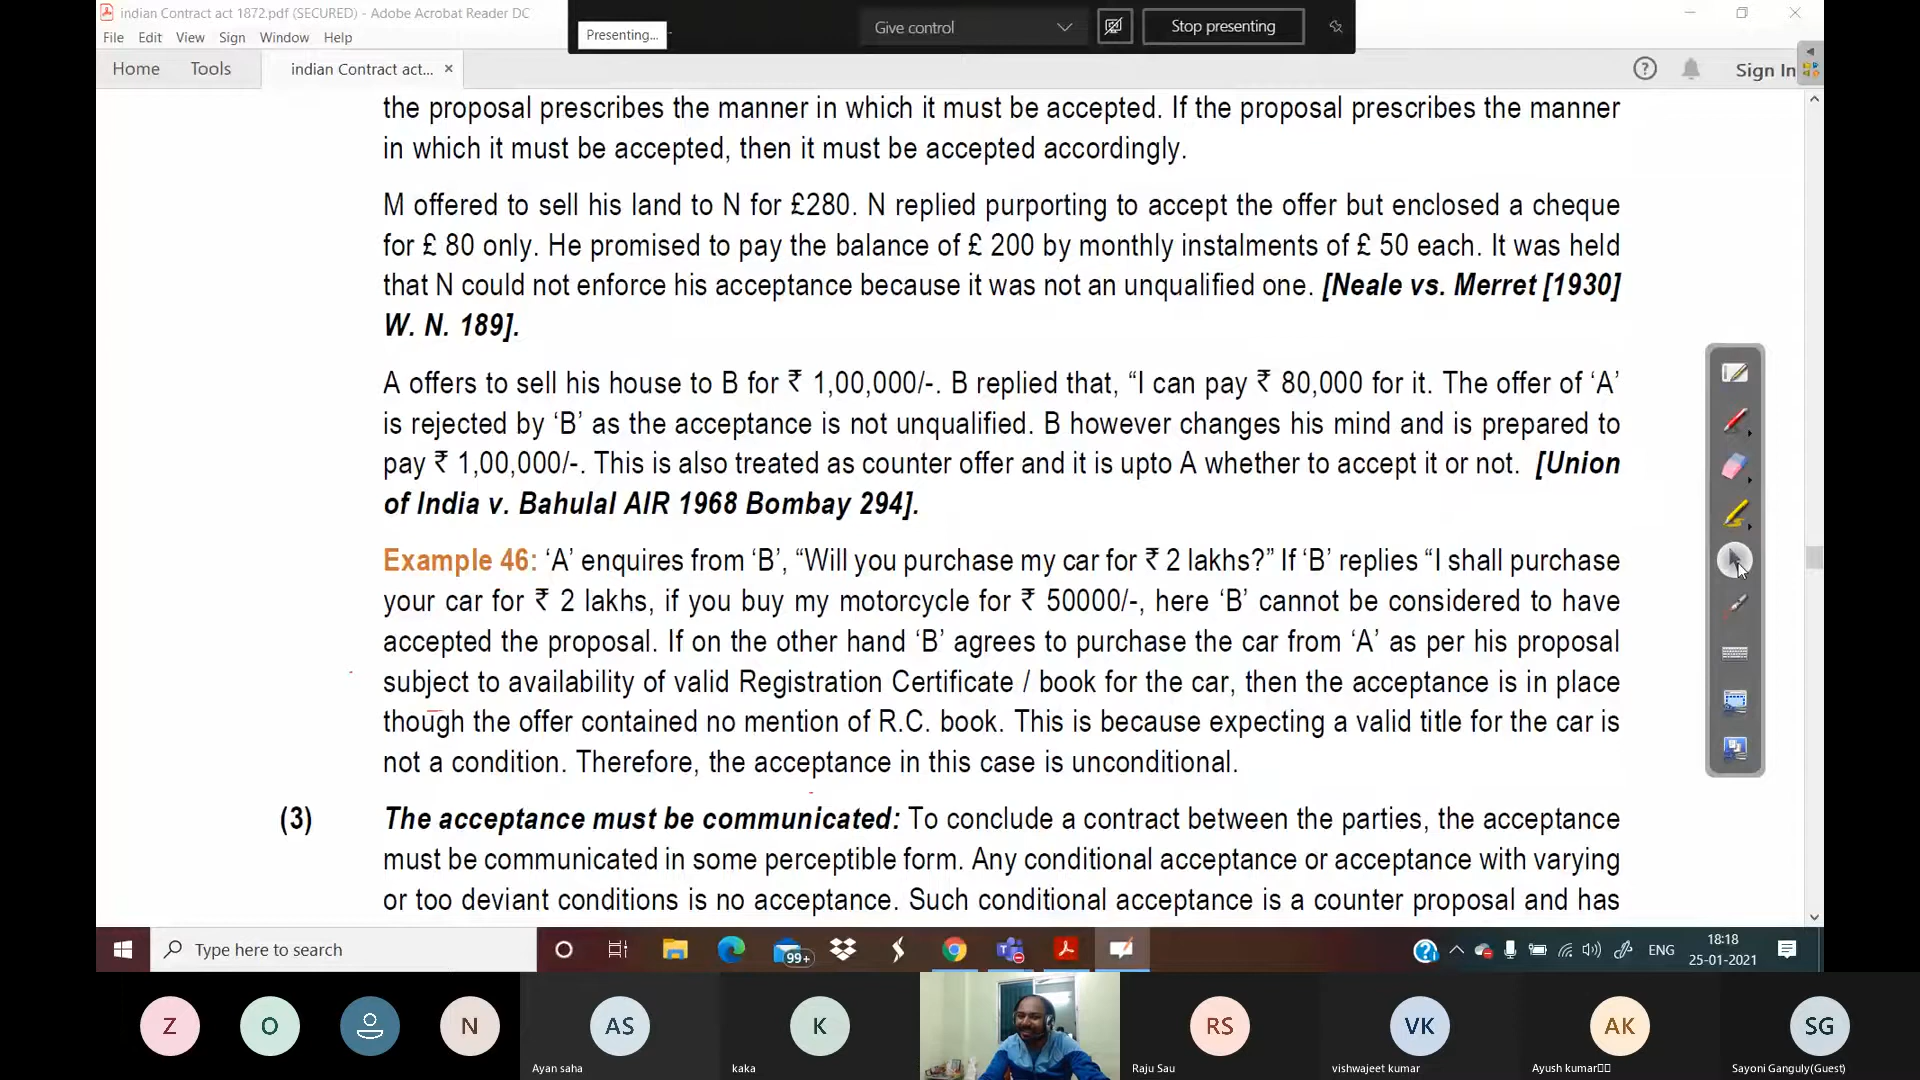 indian Contract act 1872.pdf (SECURED) - Adobe Acrobat Reader DC
File Edit View Sign Window Help
Presenting...
Give control
Stop presenting
Home Tools indian Contract act... × Sign In
the proposal prescribes the manner in which it must be accepted. If the proposal prescribes the manner
in which it must be accepted, then it must be accepted accordingly.
M offered to sell his land to N for £280. N replied purporting to accept the offer but enclosed a cheque
for £ 80 only. He promised to pay the balance of £ 200 by monthly instalments of £ 50 each. It was held
that N could not enforce his acceptance because it was not an unqualified one. [Neale vs. Merret [1930]
W. N. 189].
A offers to sell his house to B for ₹ 1,00,000/-. B replied that, “I can pay ₹ 80,000 for it. The offer of ‘A’
is rejected by ‘B’ as the acceptance is not unqualified. B however changes his mind and is prepared to
pay ₹ 1,00,000/-. This is also treated as counter offer and it is upto A whether to accept it or not. [Union
of India v. Bahulal AIR 1968 Bombay 294].
Example 46: ‘A’ enquires from ‘B’, “Will you purchase my car for ₹ 2 lakhs?” If ‘B’ replies “I shall purchase
your car for ₹ 2 lakhs, if you buy my motorcycle for ₹ 50000/-, here ‘B’ cannot be considered to have
accepted the proposal. If on the other hand ‘B’ agrees to purchase the car from ‘A’ as per his proposal
subject to availability of valid Registration Certificate / book for the car, then the acceptance is in place
though the offer contained no mention of R.C. book. This is because expecting a valid title for the car is
not a condition. Therefore, the acceptance in this case is unconditional.
(3) The acceptance must be communicated: To conclude a contract between the parties, the acceptance
must be communicated in some perceptible form. Any conditional acceptance or acceptance with varying
or too deviant conditions is no acceptance. Such conditional acceptance is a counter proposal and has
Type here to search
99+
ENG
18:18
25-01-2021
Z O N AS K RS VK AK SG
Ayan saha kaka Raju Sau vishwajeet kumar Ayush kumar Sayoni Ganguly(Guest)